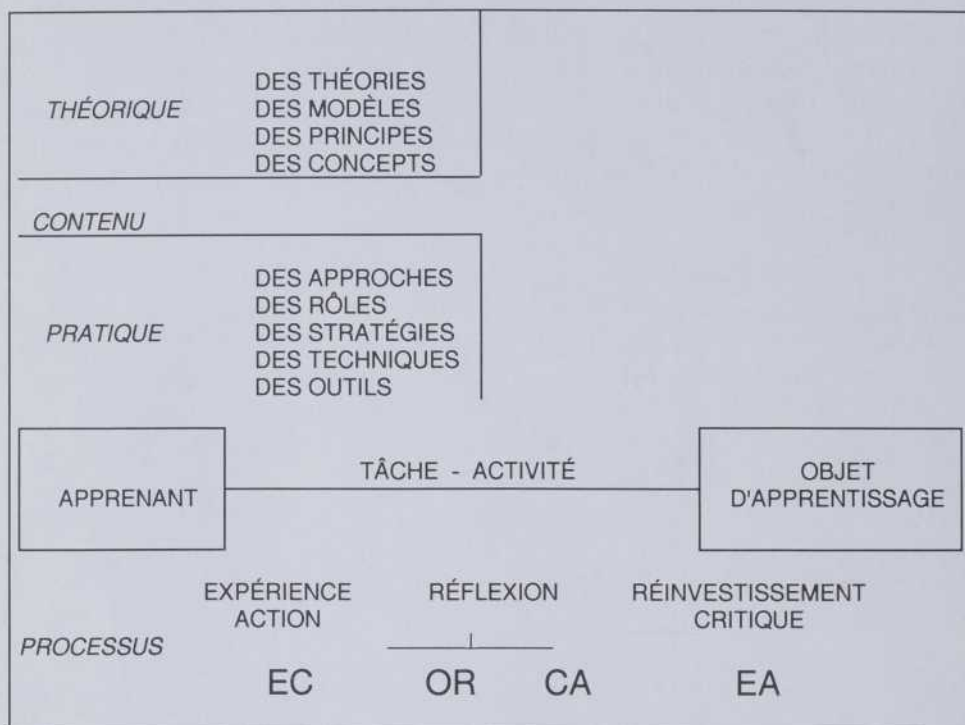 DES THÉORIES
THÉORIQUE DES MODÈLES
DES PRINCIPES
DES CONCEPTS
CONTENU
DES APPROCHES
DES RÔLES
PRATIQUE DES STRATÉGIES
DES TECHNIQUES
DES OUTILS
APPRENANT
TÂCHE - ACTIVITÉ
OBJET
D'APPRENTISSAGE
EXPÉRIENCE
ACTION
RÉFLEXION
RÉINVESTISSEMENT
CRITIQUE
PROCESSUS
EC OR CA EA